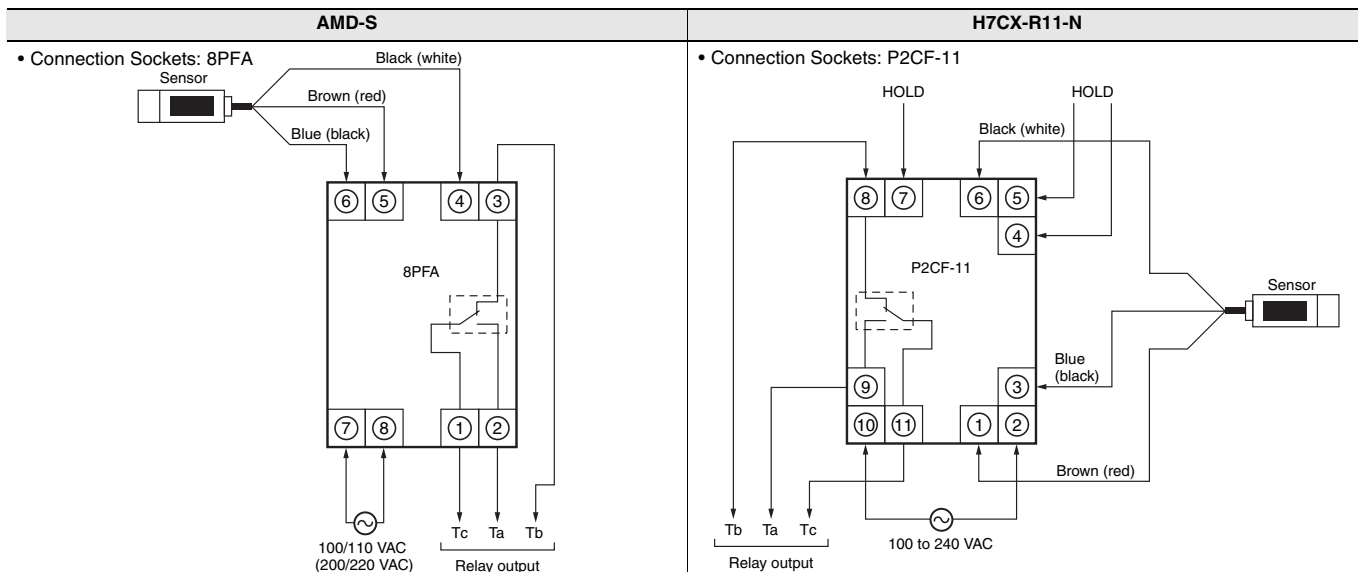 AMD-S
• Connection Sockets: 8PFA
Sensor
Black (white)
Brown (red)
Blue (black)
6 5 4 3
8PFA
7 8 1 2
Tc Ta Tb
100/110 VAC
(200/220 VAC)
Relay output
H7CX-R11-N
• Connection Sockets: P2CF-11
HOLD HOLD
Black (white)
8 7 6 5
4
P2CF-11
Sensor
Blue
(black)
9 3
10 11 1 2
Brown (red)
Tb Ta Tc
100 to 240 VAC
Relay output